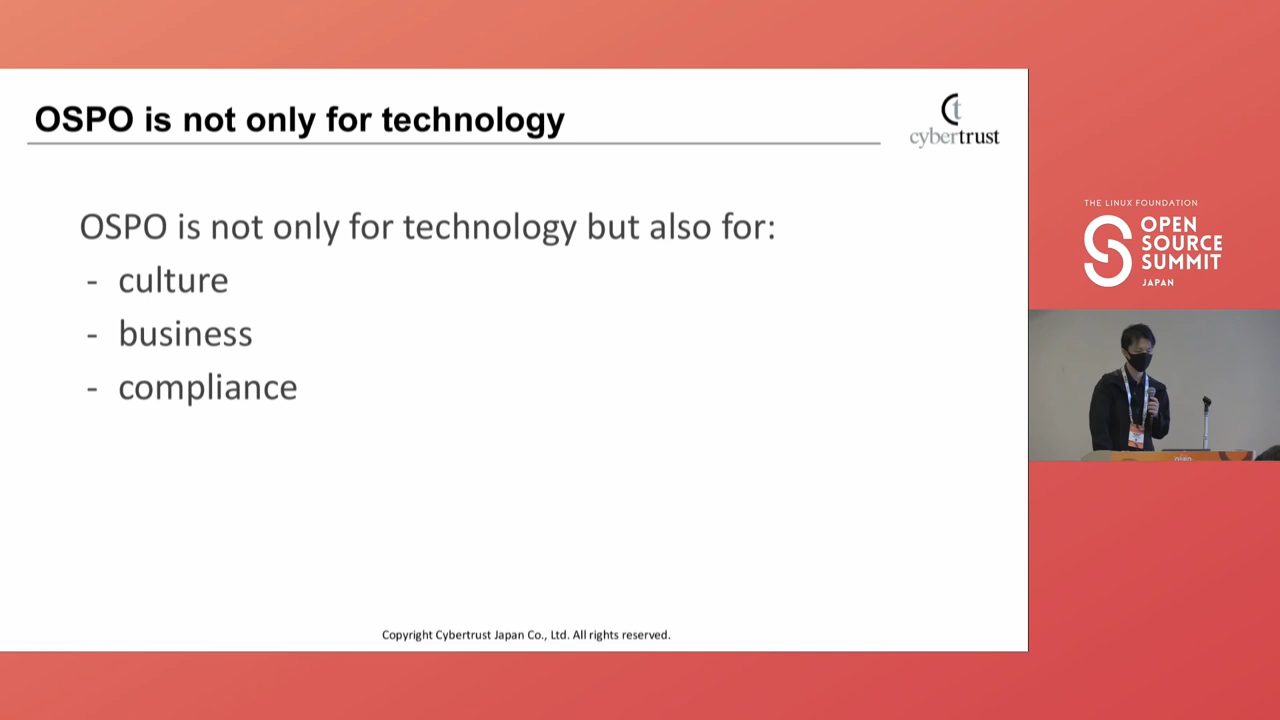 OSPO is not only for technology
cybertrust
OSPO is not only for technology but also for:
- culture
- business
- compliance
Copyright Cybertrust Japan Co., Ltd. All rights reserved.
THE LINUX FOUNDATION
OPEN
SOURCE
SUMMIT
JAPAN